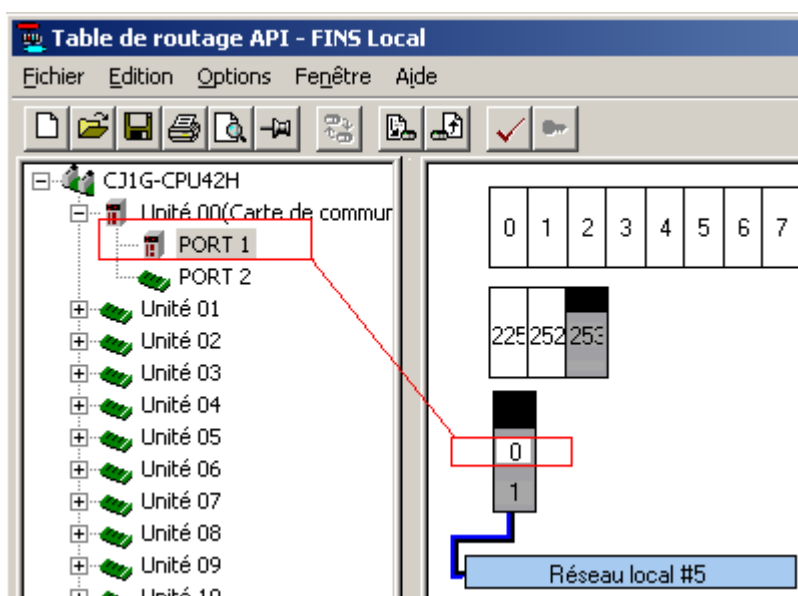 Table de routage API - FINS Local
Fichier Edition Options Fenêtre Aide
CJ1G-CPU42H
Unité 00(Carte de commur
PORT 1
PORT 2
Unité 01
Unité 02
Unité 03
Unité 04
Unité 05
Unité 06
Unité 07
Unité 08
Unité 09
Unité 10
0 1 2 3 4 5 6 7
225 252 253
0
1
Réseau local #5